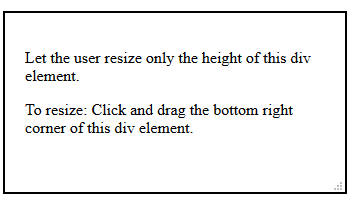 Let the user resize only the height of this div
element.
To resize: Click and drag the bottom right
corner of this div element.